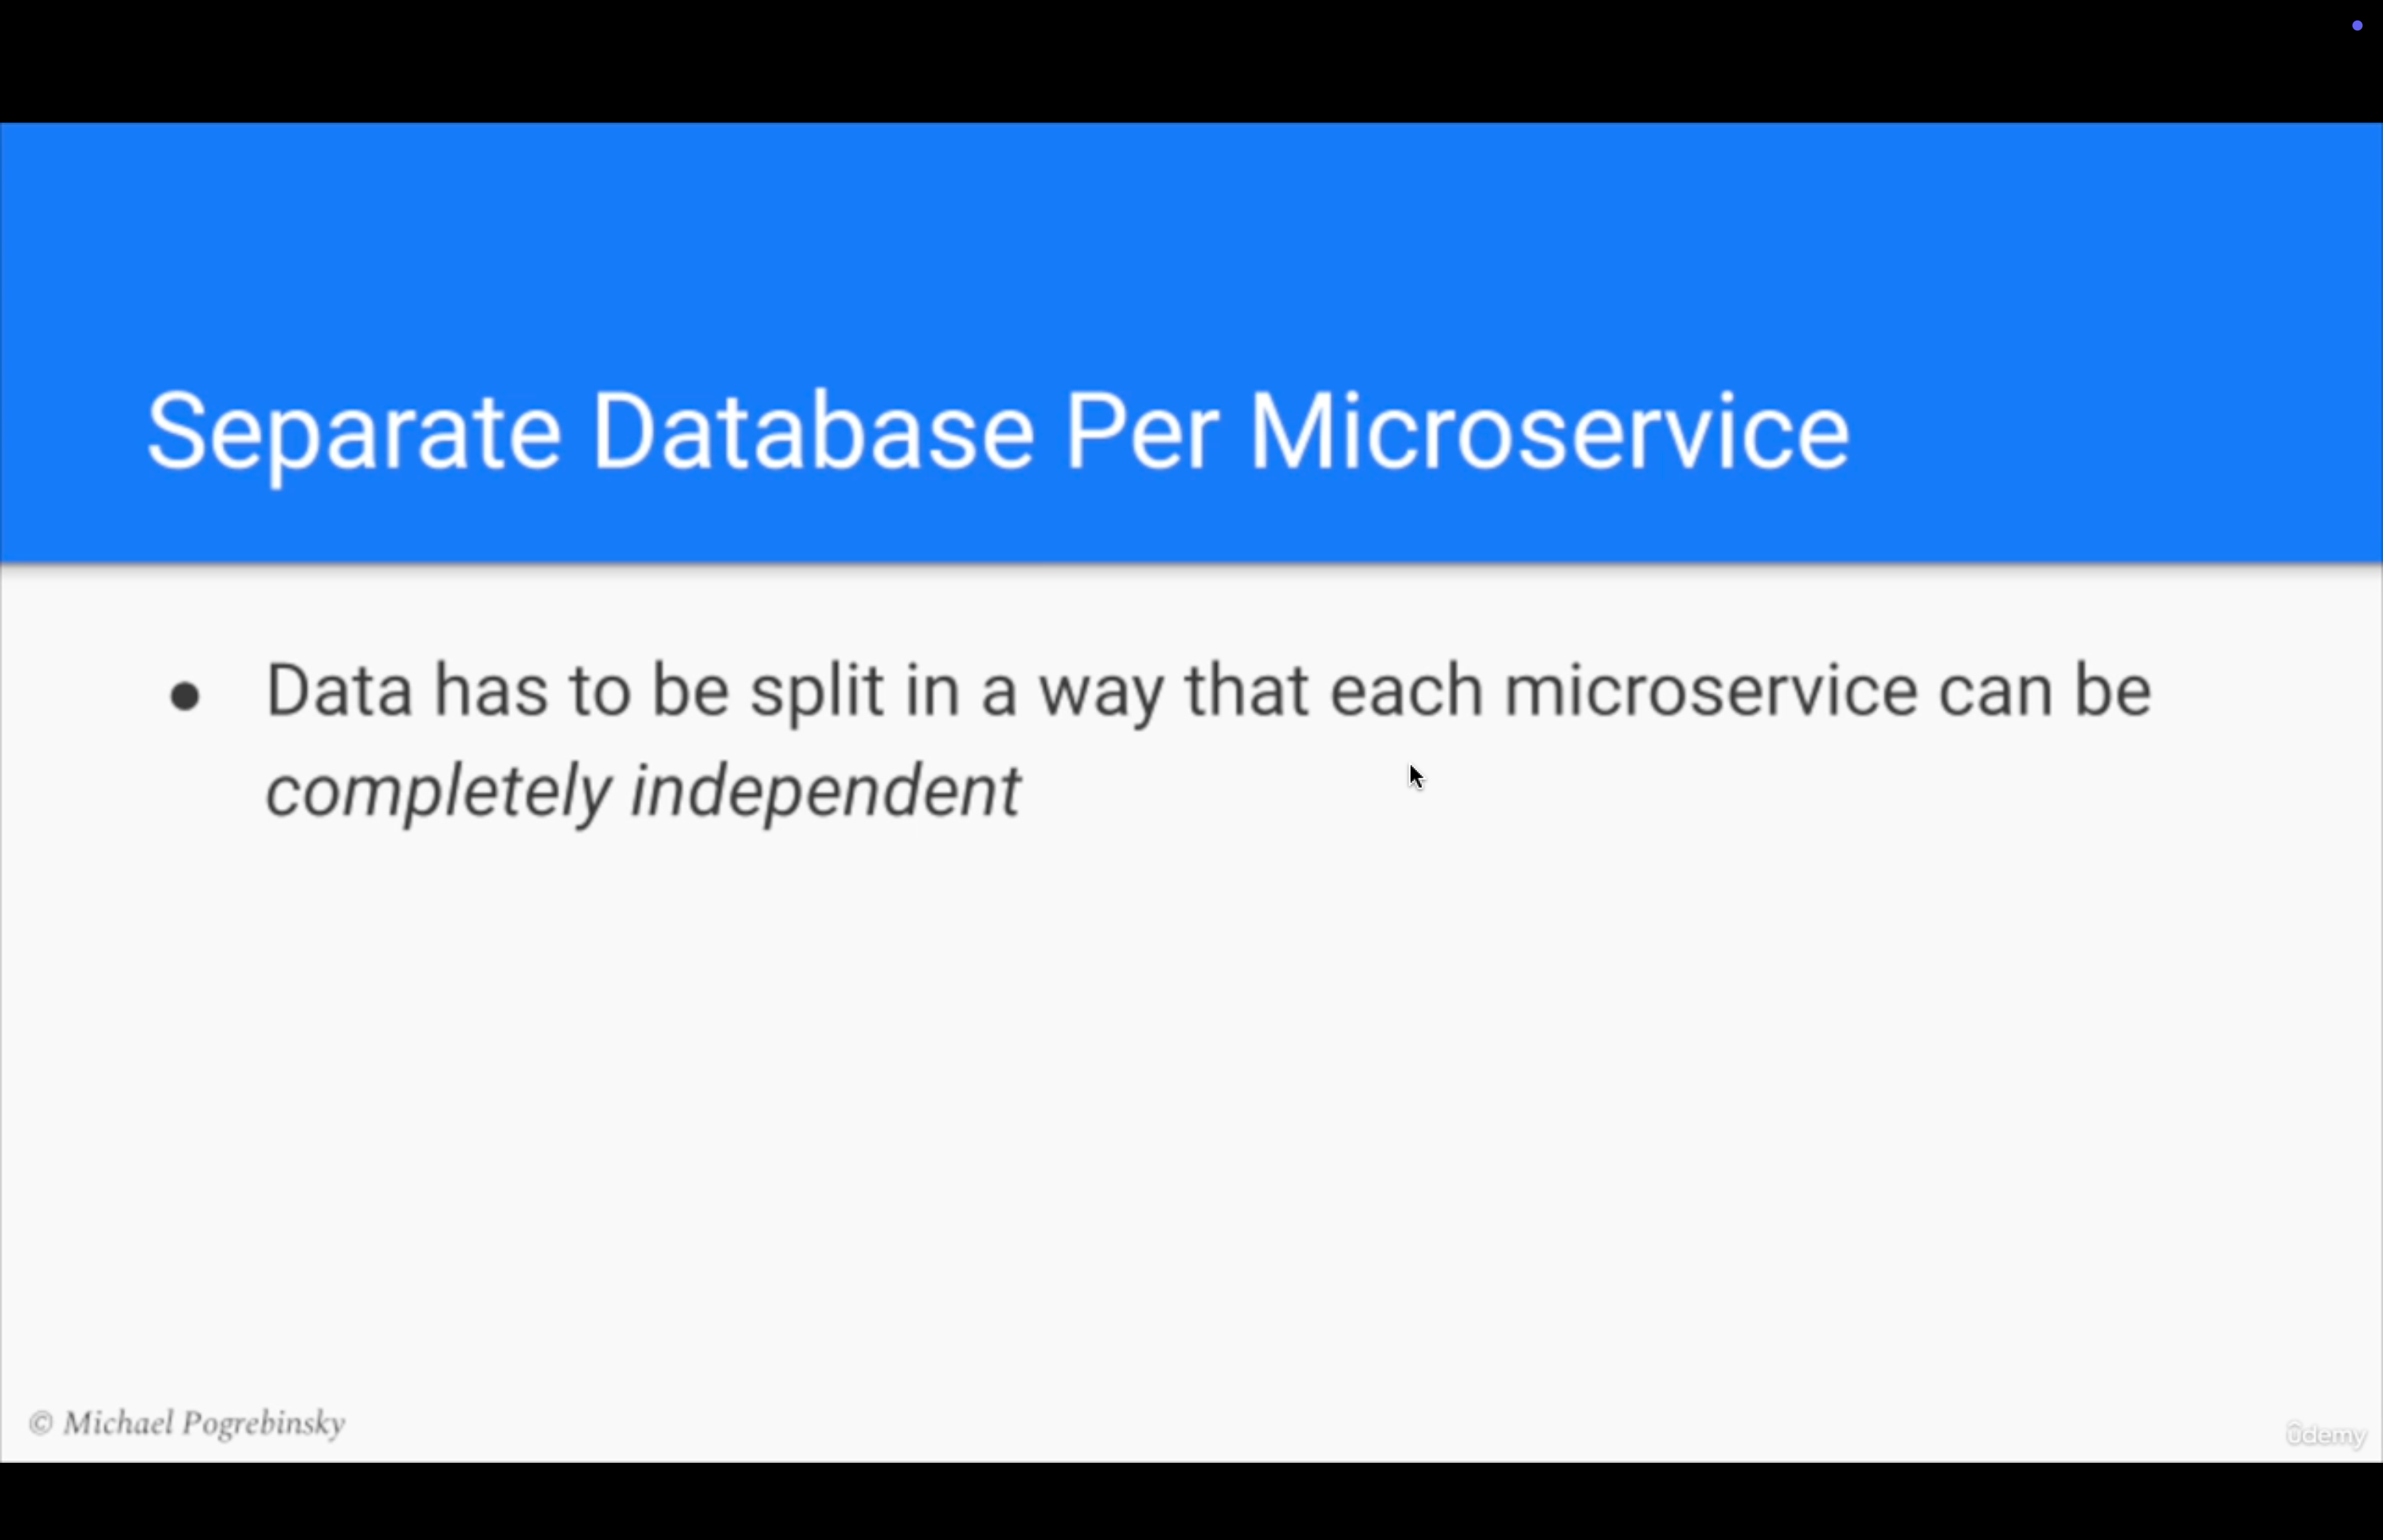 Separate Database Per Microservice
● Data has to be split in a way that each microservice can be
completely independent
© Michael Pogrebinsky
ûdemy